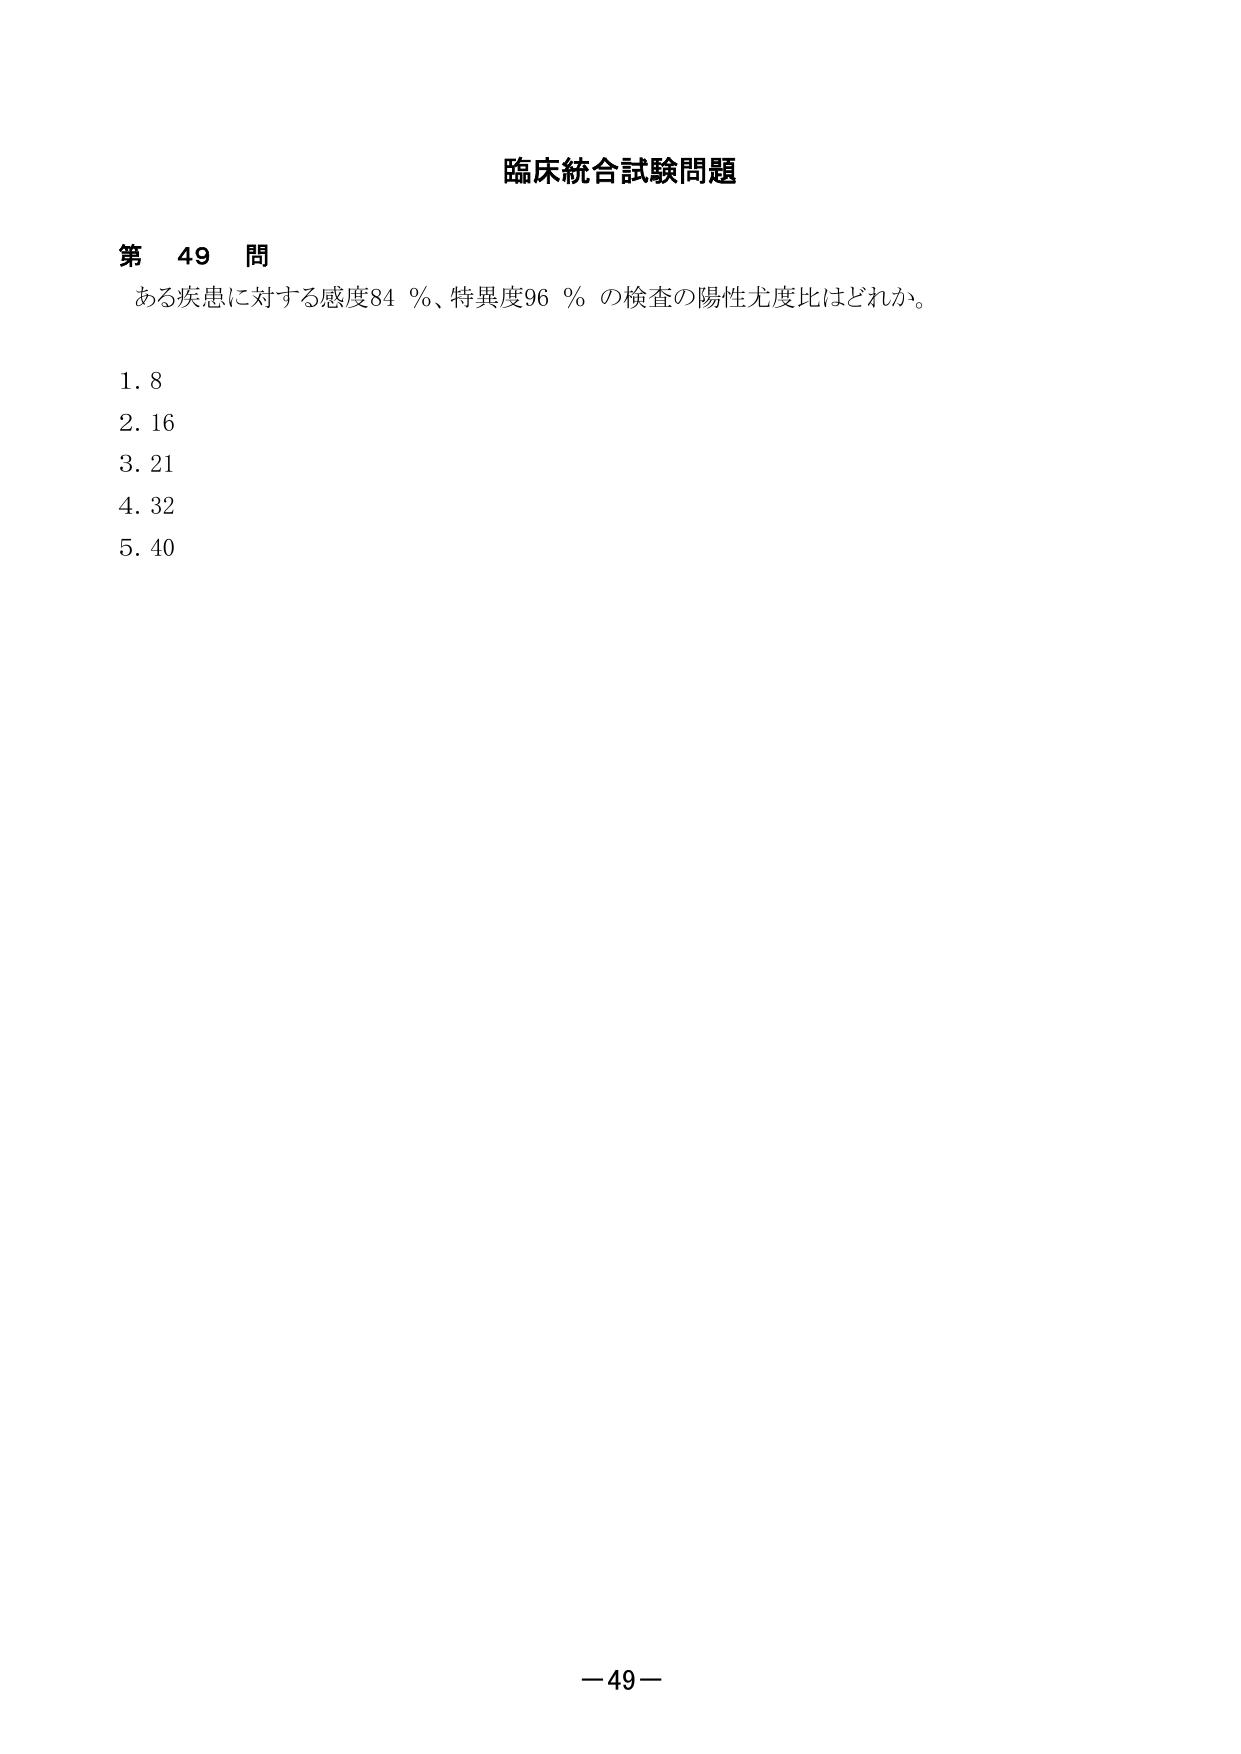 臨床統合試験問題
第 49 問
ある疾患に対する感度84 %、特異度96 % の検査の陽性尤度比はどれか。
1. 8
2. 16
3. 21
4. 32
5. 40
－49－